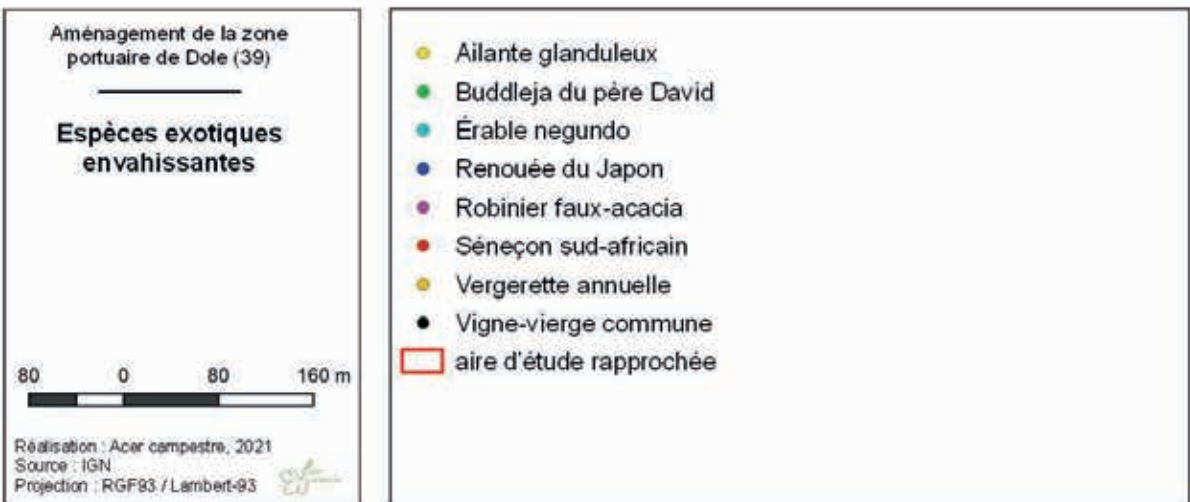 Aménagement de la zone
portuaire de Dole (39)
Espèces exotiques
envahissantes
80 0 80 160 m
Réalisation : Acer campestre, 2021
Source : IGN
Projection : RGF93 / Lambert-93
Ailante glanduleux
Buddleja du père David
Érable negundo
Renouée du Japon
Robinier faux-acacia
Séneçon sud-africain
Vergerette annuelle
Vigne-vierge commune
aire d'étude rapprochée